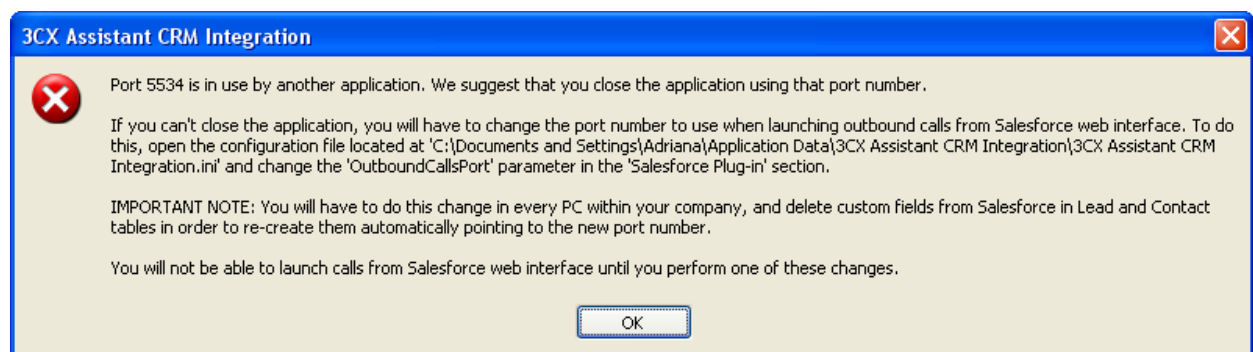 3CX Assistant CRM Integration
Port 5534 is in use by another application. We suggest that you close the application using that port number.
If you can't close the application, you will have to change the port number to use when launching outbound calls from Salesforce web interface. To do
this, open the configuration file located at 'C:\Documents and Settings\Adriana\Application Data\3CX Assistant CRM Integration\3CX Assistant CRM
Integration.ini' and change the 'OutboundCallsPort' parameter in the 'Salesforce Plug-in' section.
IMPORTANT NOTE: You will have to do this change in every PC within your company, and delete custom fields from Salesforce in Lead and Contact
tables in order to re-create them automatically pointing to the new port number.
You will not be able to launch calls from Salesforce web interface until you perform one of these changes.
OK